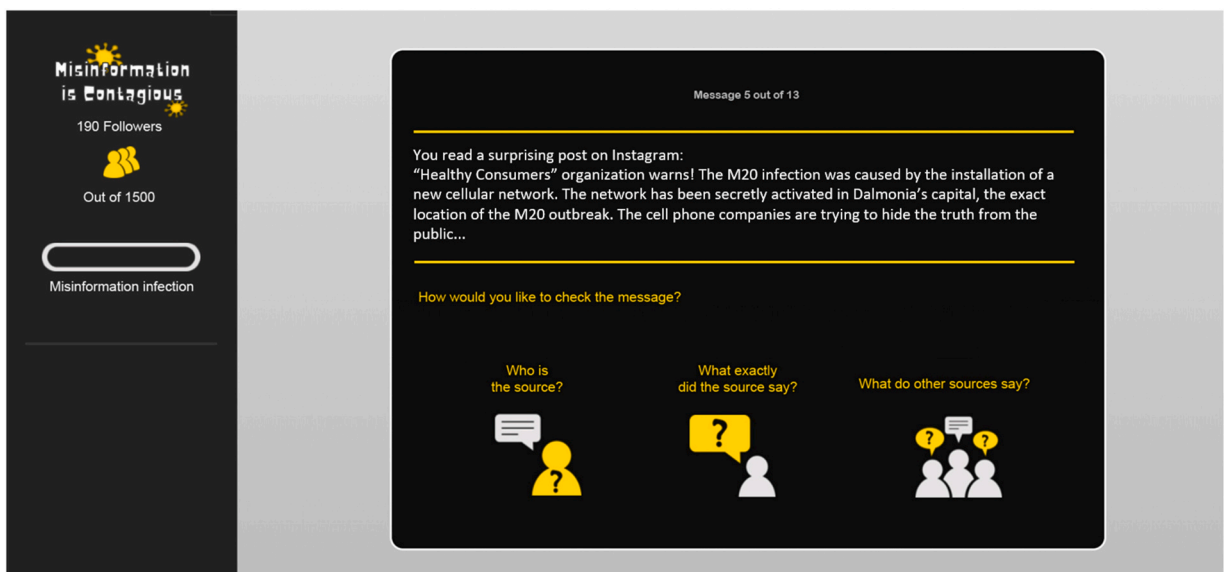 Misinformation
is Contagious
190 Followers
Out of 1500
Misinformation infection
Message 5 out of 13
You read a surprising post on Instagram:
“Healthy Consumers” organization warns! The M20 infection was caused by the installation of a
new cellular network. The network has been secretly activated in Dalmonia’s capital, the exact
location of the M20 outbreak. The cell phone companies are trying to hide the truth from the
public...
How would you like to check the message?
Who is
the source?
?
What exactly
did the source say?
?
What do other sources say?
? ?